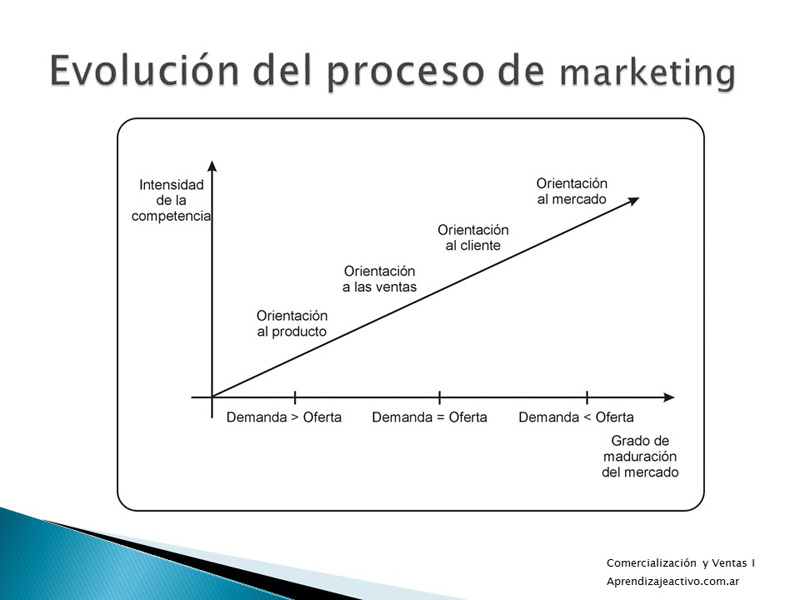 Evolución del proceso de marketing
Intensidad
de la
competencia
Orientación
al mercado
Orientación
al cliente
Orientación
a las ventas
Orientación
al producto
Demanda > Oferta
Demanda = Oferta
Demanda < Oferta
Grado de
maduración
del mercado
Comercialización y Ventas I
Aprendizajeactivo.com.ar